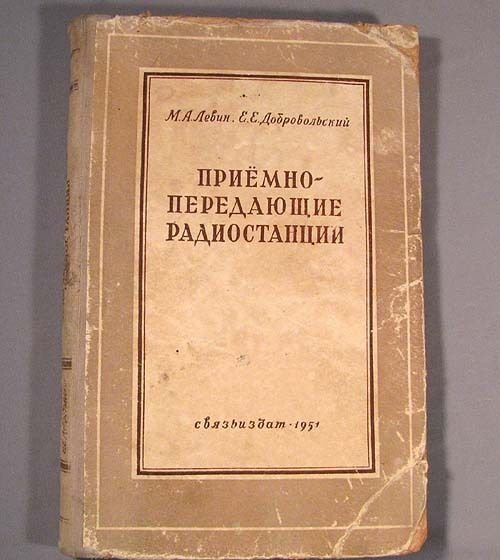 М.А.Левин. Е.Е.Добровольский
ПРИЁМНО-
ПЕРЕДАЮЩИЕ
РАДИОСТАНЦИИ
связьиздат · 1951